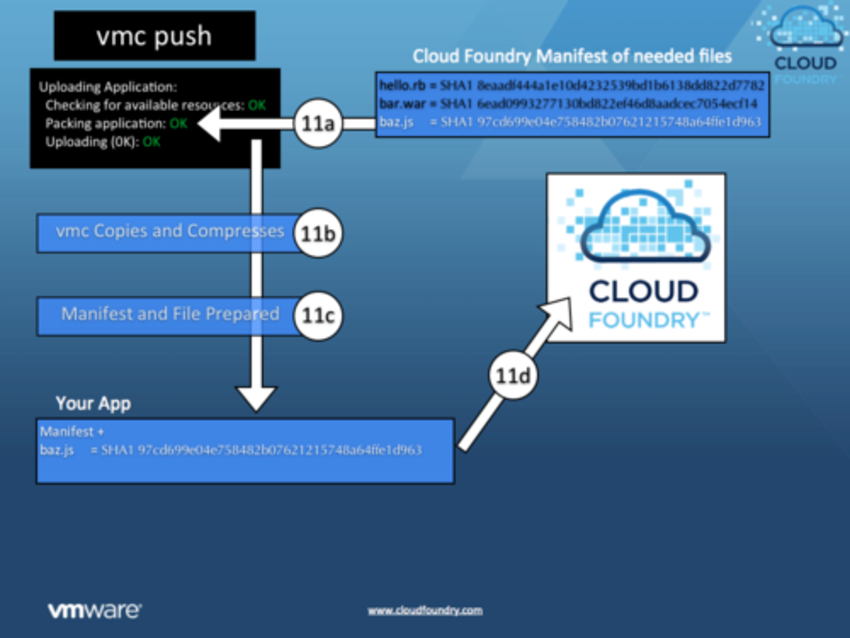 vmc push
Cloud Foundry Manifest of needed files
CLOUD
FOUNDRY
Uploading Application:
Checking for available resources: OK
Packing application: OK
Uploading (0K): OK
hello.rb = SHA1 8eaadf444a1e10d4232539bd1b6138dd822d7782
bar.war = SHA1 6ead0993277130bd822ef46d8aadcec7054ecf14
baz.js = SHA1 97cd699e04e758482b07621215748a64ffe1d963
11a
vmc Copies and Compresses
11b
Manifest and File Prepared
11c
CLOUD
FOUNDRY™
11d
Your App
Manifest +
baz.js = SHA1 97cd699e04e758482b07621215748a64ffe1d963
vmware®
www.cloudfoundry.com